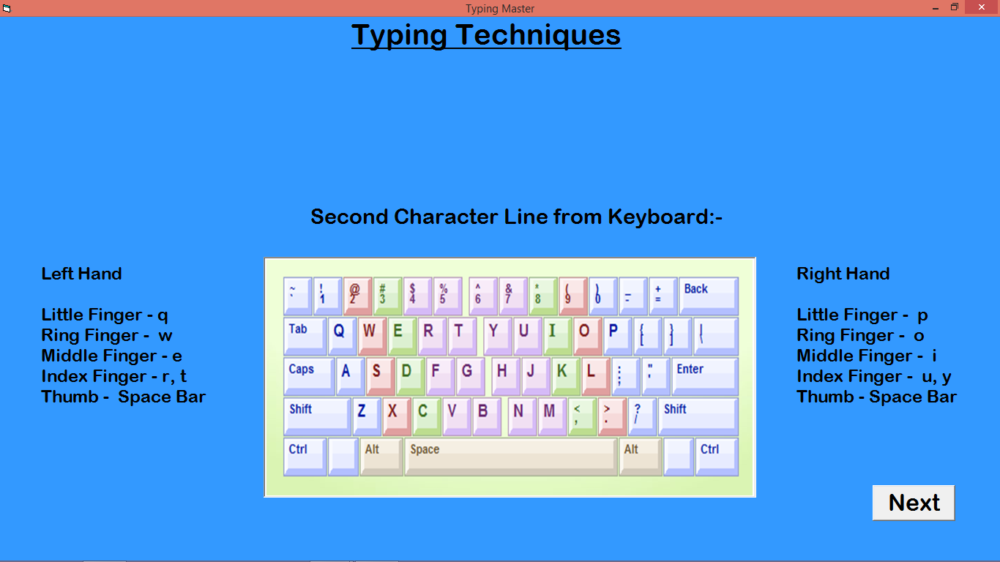 Typing Master
Typing Techniques
Second Character Line from Keyboard:-
Left Hand
Little Finger - q
Ring Finger - w
Middle Finger - e
Index Finger - r, t
Thumb - Space Bar
~ ! @ # $ % ^ & * ( ) _ + Back
` 1 2 3 4 5 6 7 8 9 0 - =
Tab Q W E R T Y U I O P { } |
[ ] \
Caps A S D F G H J K L : " Enter
; '
Shift Z X C V B N M < > ? Shift
, . /
Ctrl Alt Space Alt Ctrl
Right Hand
Little Finger - p
Ring Finger - o
Middle Finger - i
Index Finger - u, y
Thumb - Space Bar
Next